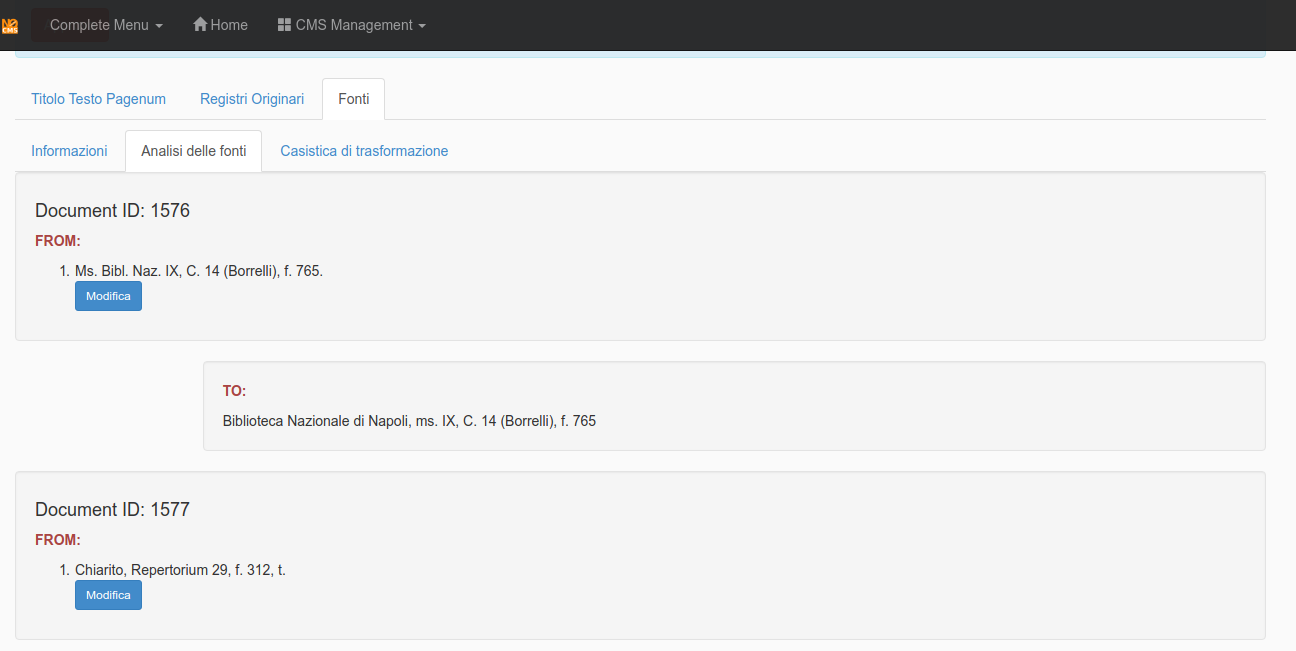 N2 CMS
Complete Menu Home CMS Management
Titolo Testo Pagenum Registri Originari Fonti
Informazioni Analisi delle fonti Casistica di trasformazione
Document ID: 1576
FROM:
1. Ms. Bibl. Naz. IX, C. 14 (Borrelli), f. 765.
Modifica
TO:
Biblioteca Nazionale di Napoli, ms. IX, C. 14 (Borrelli), f. 765
Document ID: 1577
FROM:
1. Chiarito, Repertorium 29, f. 312, t.
Modifica